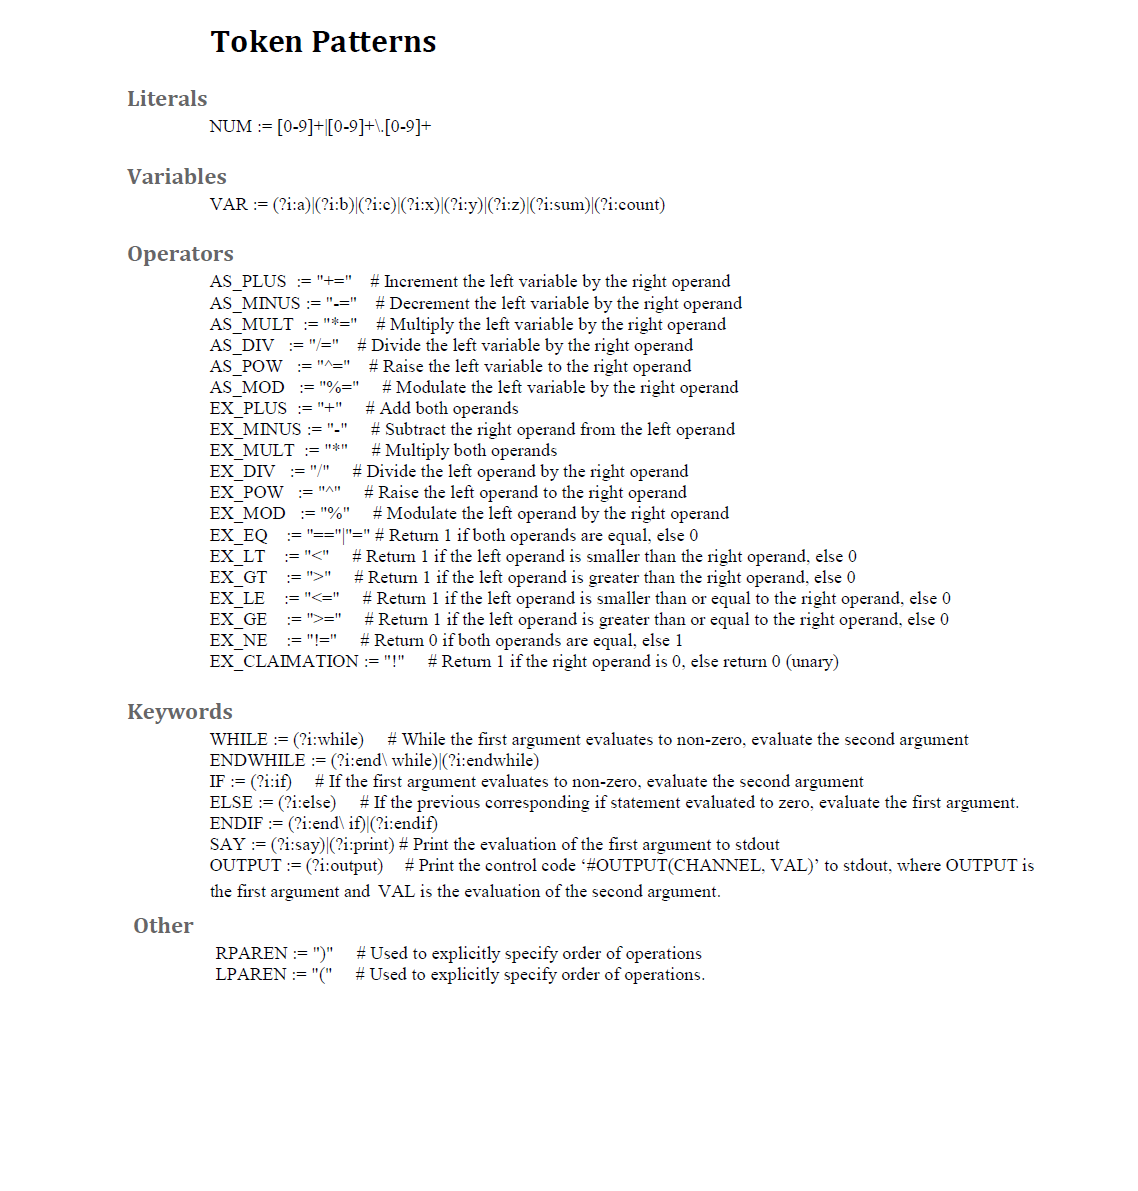 Token Patterns
Literals
NUM := [0-9]+|[0-9]+\.[0-9]+
Variables
VAR := (?i:a)|(?i:b)|(?i:c)|(?i:x)|(?i:y)|(?i:z)|(?i:sum)|(?i:count)
Operators
AS_PLUS := "+=" # Increment the left variable by the right operand
AS_MINUS := "-=" # Decrement the left variable by the right operand
AS_MULT := "*=" # Multiply the left variable by the right operand
AS_DIV := "/=" # Divide the left variable by the right operand
AS_POW := "^=" # Raise the left variable to the right operand
AS_MOD := "%=" # Modulate the left variable by the right operand
EX_PLUS := "+" # Add both operands
EX_MINUS := "-" # Subtract the right operand from the left operand
EX_MULT := "*" # Multiply both operands
EX_DIV := "/" # Divide the left operand by the right operand
EX_POW := "^" # Raise the left operand to the right operand
EX_MOD := "%" # Modulate the left operand by the right operand
EX_EQ := "=="|"=" # Return 1 if both operands are equal, else 0
EX_LT := "<" # Return 1 if the left operand is smaller than the right operand, else 0
EX_GT := ">" # Return 1 if the left operand is greater than the right operand, else 0
EX_LE := "<=" # Return 1 if the left operand is smaller than or equal to the right operand, else 0
EX_GE := ">=" # Return 1 if the left operand is greater than or equal to the right operand, else 0
EX_NE := "!=" # Return 0 if both operands are equal, else 1
EX_CLAIMATION := "!" # Return 1 if the right operand is 0, else return 0 (unary)
Keywords
WHILE := (?i:while) # While the first argument evaluates to non-zero, evaluate the second argument
ENDWHILE := (?i:end\ while)|(?i:endwhile)
IF := (?i:if) # If the first argument evaluates to non-zero, evaluate the second argument
ELSE := (?i:else) # If the previous corresponding if statement evaluated to zero, evaluate the first argument.
ENDIF := (?i:end\ if)|(?i:endif)
SAY := (?i:say)|(?i:print) # Print the evaluation of the first argument to stdout
OUTPUT := (?i:output) # Print the control code ‘#OUTPUT(CHANNEL, VAL)’ to stdout, where OUTPUT is
the first argument and VAL is the evaluation of the second argument.
Other
RPAREN := ")" # Used to explicitly specify order of operations
LPAREN := "(" # Used to explicitly specify order of operations.